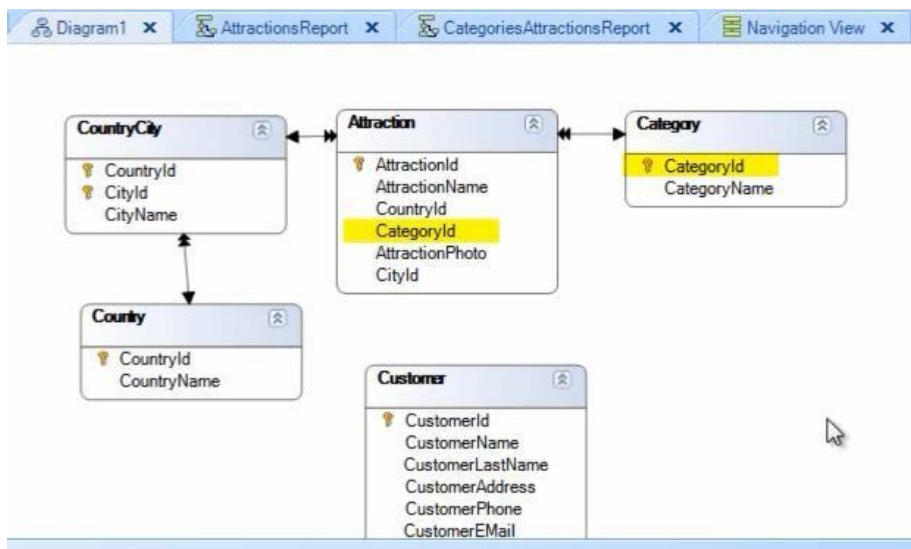 Diagram1 AttractionsReport CategoriesAttractionsReport Navigation View
CountryCity
CountryId
CityId
CityName
Attraction
AttractionId
AttractionName
CountryId
CategoryId
AttractionPhoto
CityId
Category
CategoryId
CategoryName
Country
CountryId
CountryName
Customer
CustomerId
CustomerName
CustomerLastName
CustomerAddress
CustomerPhone
CustomerEMail